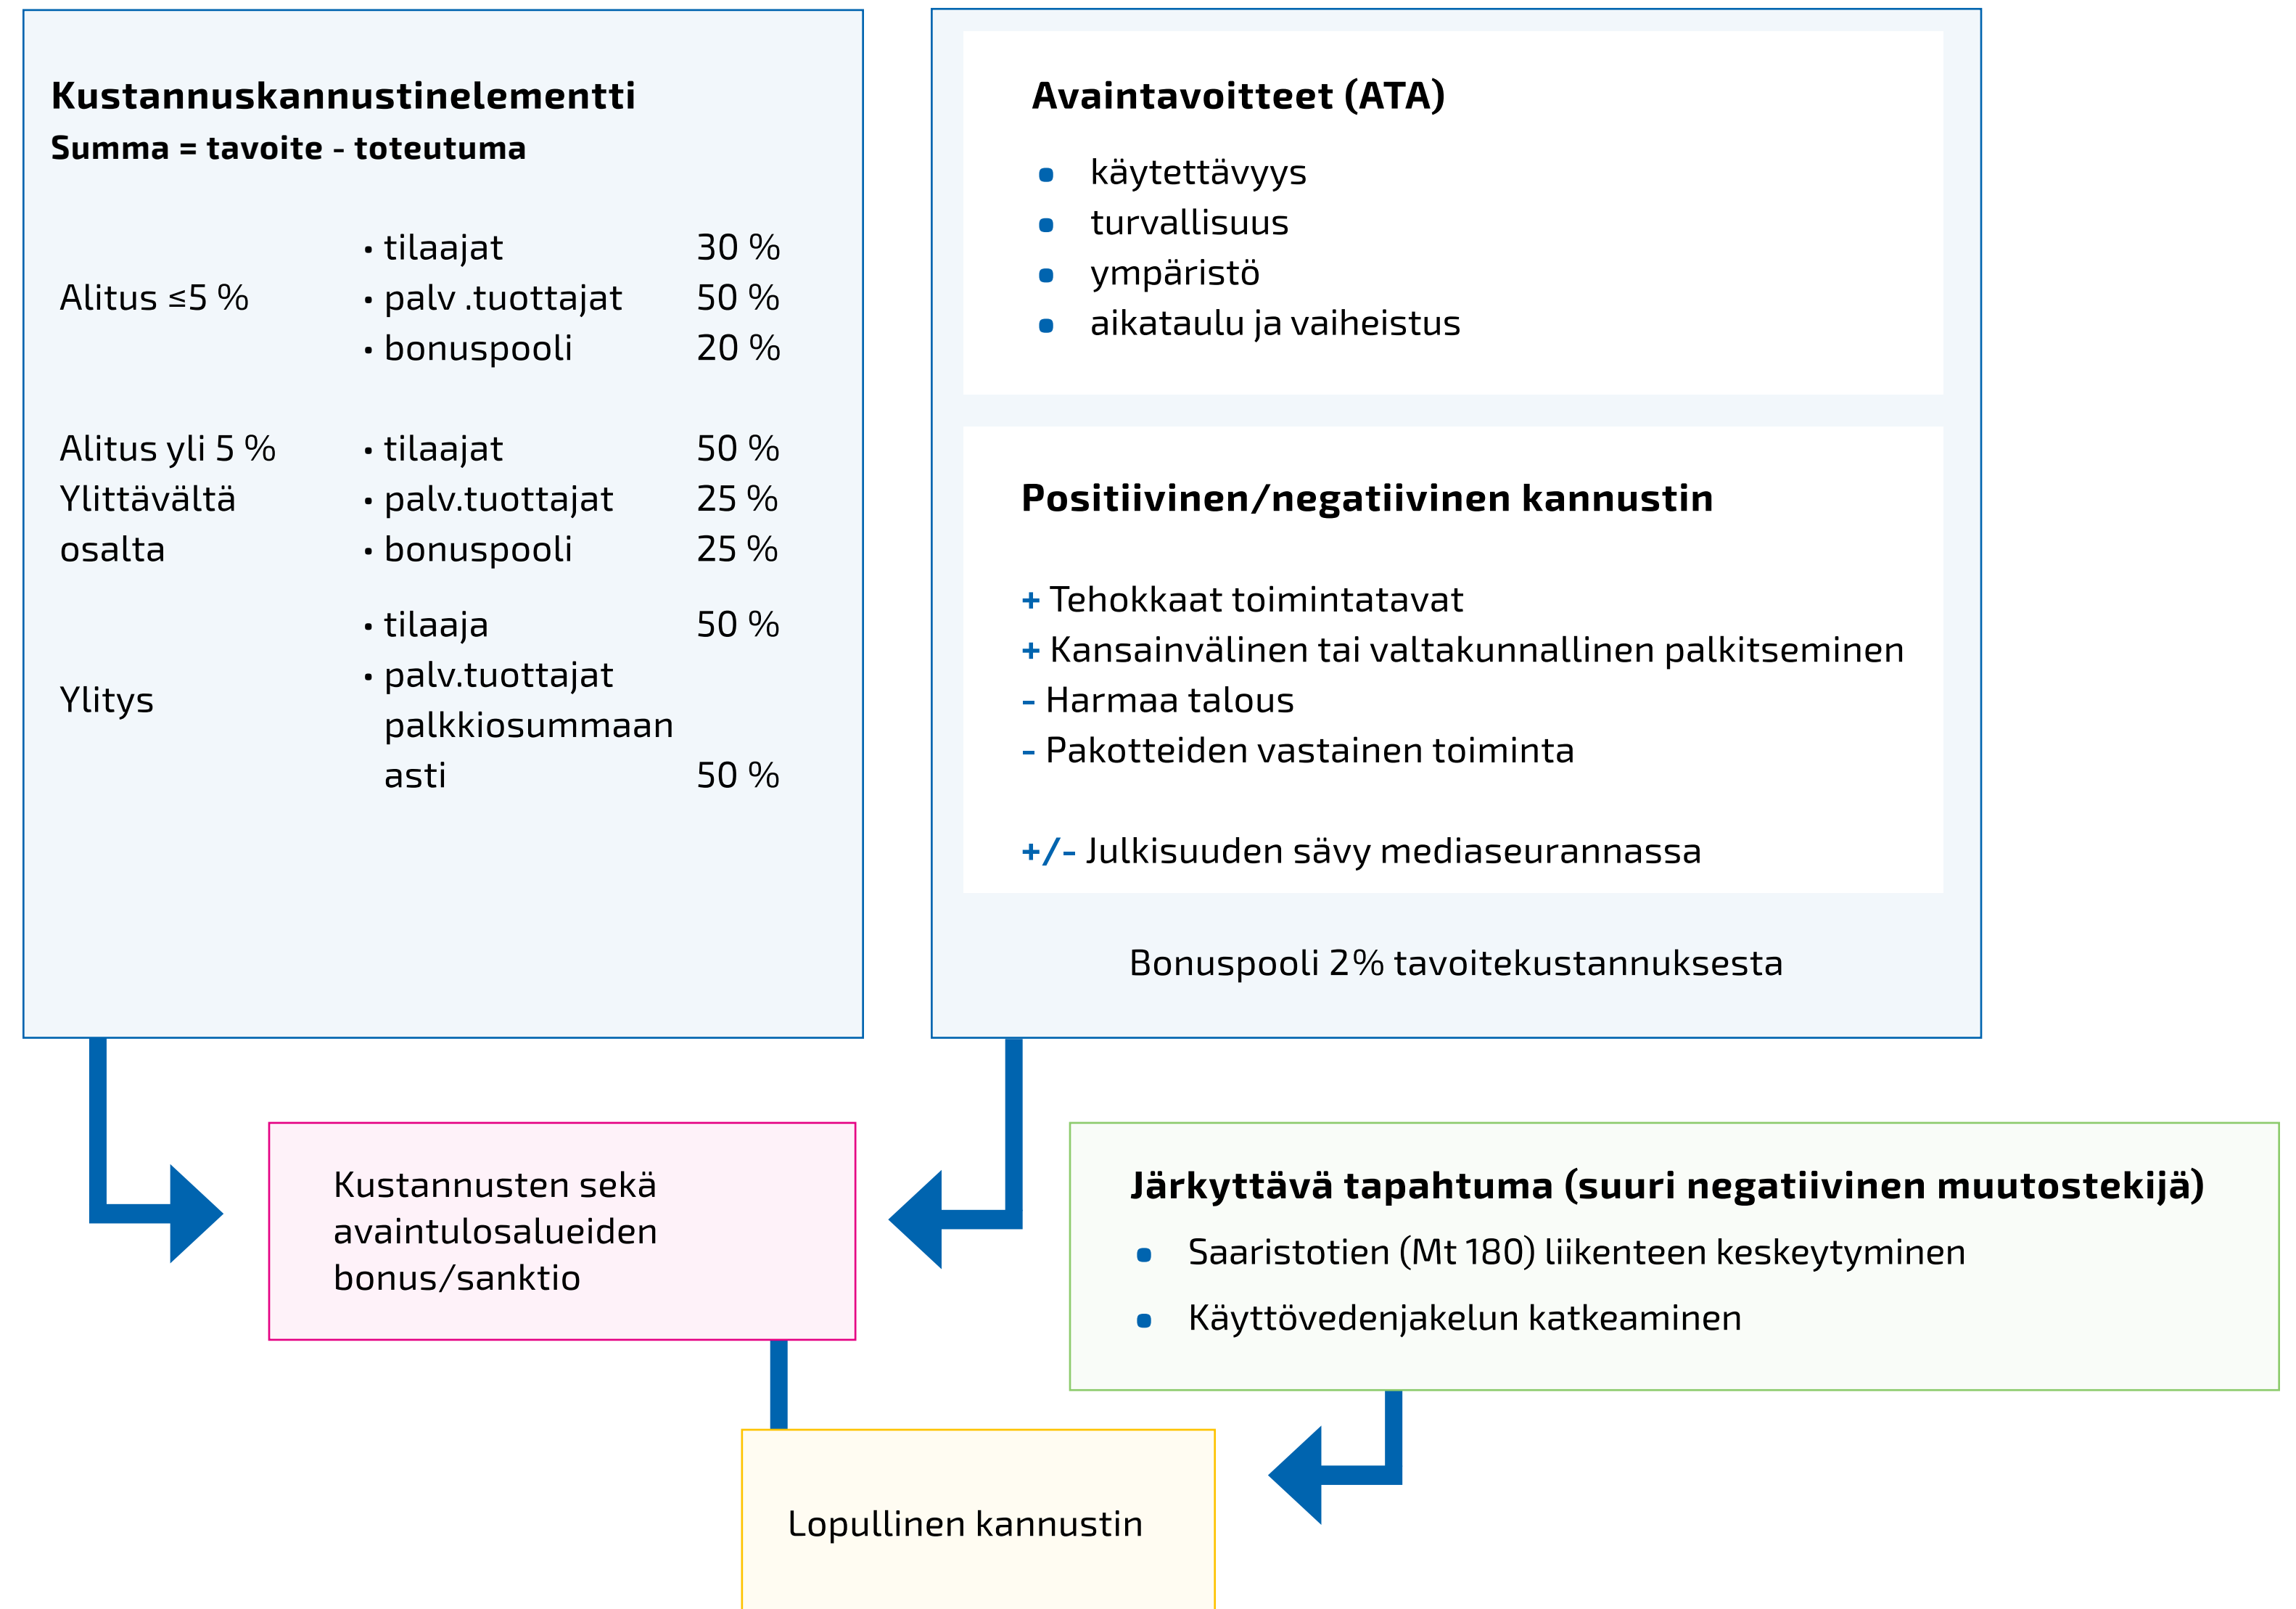 Kustannuskannustinelementti
Summa = tavoite - toteutuma
Alitus ≤5 %
• tilaajat 30 %
• palv .tuottajat 50 %
• bonuspooli 20 %
Alitus yli 5 %
Ylittävältä
osalta
• tilaajat 50 %
• palv.tuottajat 25 %
• bonuspooli 25 %
Ylitys
• tilaaja 50 %
• palv.tuottajat
palkkiosummaan
asti 50 %
Avaintavoitteet (ATA)
• käytettävyys
• turvallisuus
• ympäristö
• aikataulu ja vaiheistus
Positiivinen/negatiivinen kannustin
+ Tehokkaat toimintatavat
+ Kansainvälinen tai valtakunnallinen palkitseminen
- Harmaa talous
- Pakotteiden vastainen toiminta
+/- Julkisuuden sävy mediaseurannassa
Bonuspooli 2% tavoitekustannuksesta
Kustannusten sekä
avaintulosalueiden
bonus/sanktio
Järkyttävä tapahtuma (suuri negatiivinen muutostekijä)
• Saaristotien (Mt 180) liikenteen keskeytyminen
• Käyttövedenjakelun katkeaminen
Lopullinen kannustin